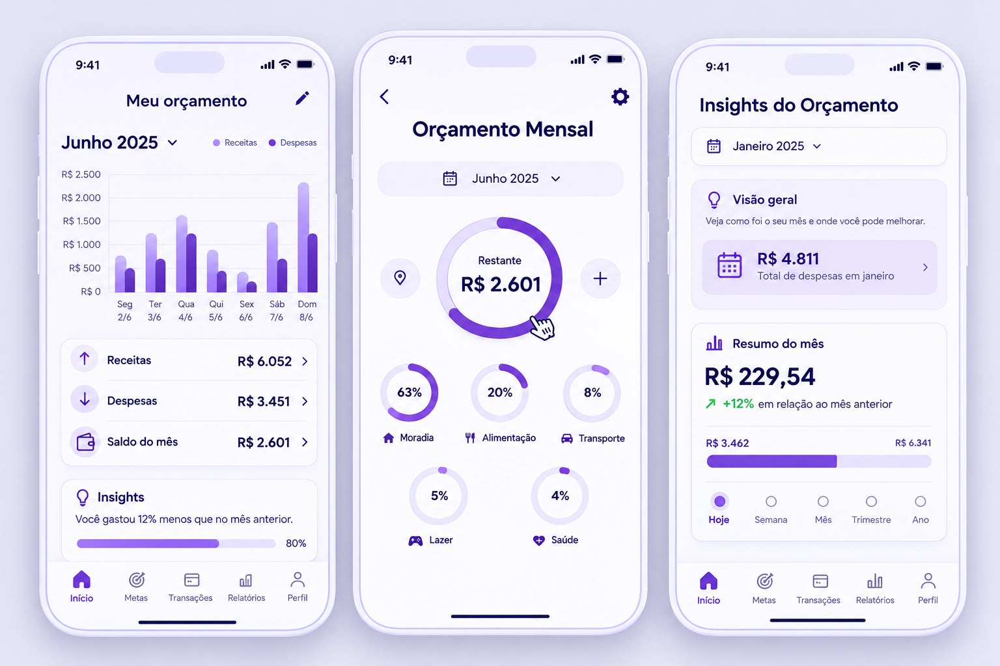 9:41
Meu orçamento
Junho 2025
Receitas
Despesas
R$ 2.500
R$ 2.000
R$ 1.500
R$ 1.000
R$ 500
R$ 0
Seg Ter Qua Qui Sex Sáb Dom
2/6 3/6 4/6 5/6 6/6 7/6 8/6
Receitas R$ 6.052
Despesas R$ 3.451
Saldo do mês R$ 2.601
Insights
Você gastou 12% menos que no mês anterior.
80%
Início Metas Transações Relatórios Perfil
9:41
Orçamento Mensal
Junho 2025
Restante
R$ 2.601
63% 20% 8%
Moradia Alimentação Transporte
5% 4%
Lazer Saúde
9:41
Insights do Orçamento
Janeiro 2025
Visão geral
Veja como foi o seu mês e onde você pode melhorar.
R$ 4.811
Total de despesas em janeiro
Resumo do mês
R$ 229,54
+12% em relação ao mês anterior
R$ 3.462 R$ 6.341
Hoje Semana Mês Trimestre Ano
Início Metas Transações Relatórios Perfil